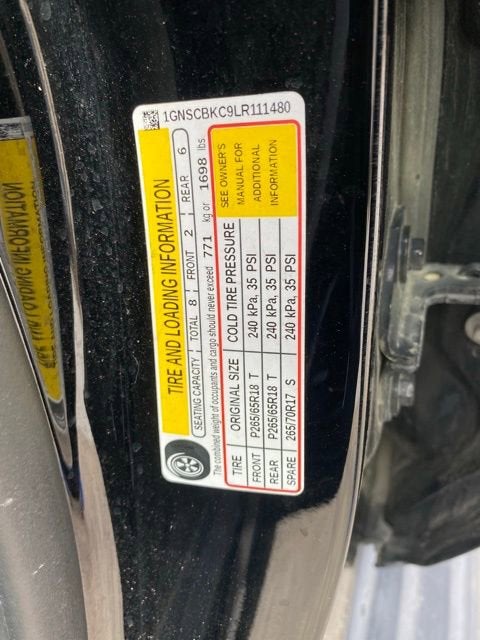 1GNSCBKC9LR111480
TIRE AND LOADING INFORMATION
SEATING CAPACITY TOTAL 8 FRONT 2 REAR 6
The combined weight of occupants and cargo should never exceed 771 kg or 1698 lbs
TIRE ORIGINAL SIZE COLD TIRE PRESSURE
FRONT P265/65R18 T 240 kPa, 35 PSI
REAR P265/65R18 T 240 kPa, 35 PSI
SPARE 265/70R17 S 240 kPa, 35 PSI
SEE OWNER'S
MANUAL FOR
ADDITIONAL
INFORMATION